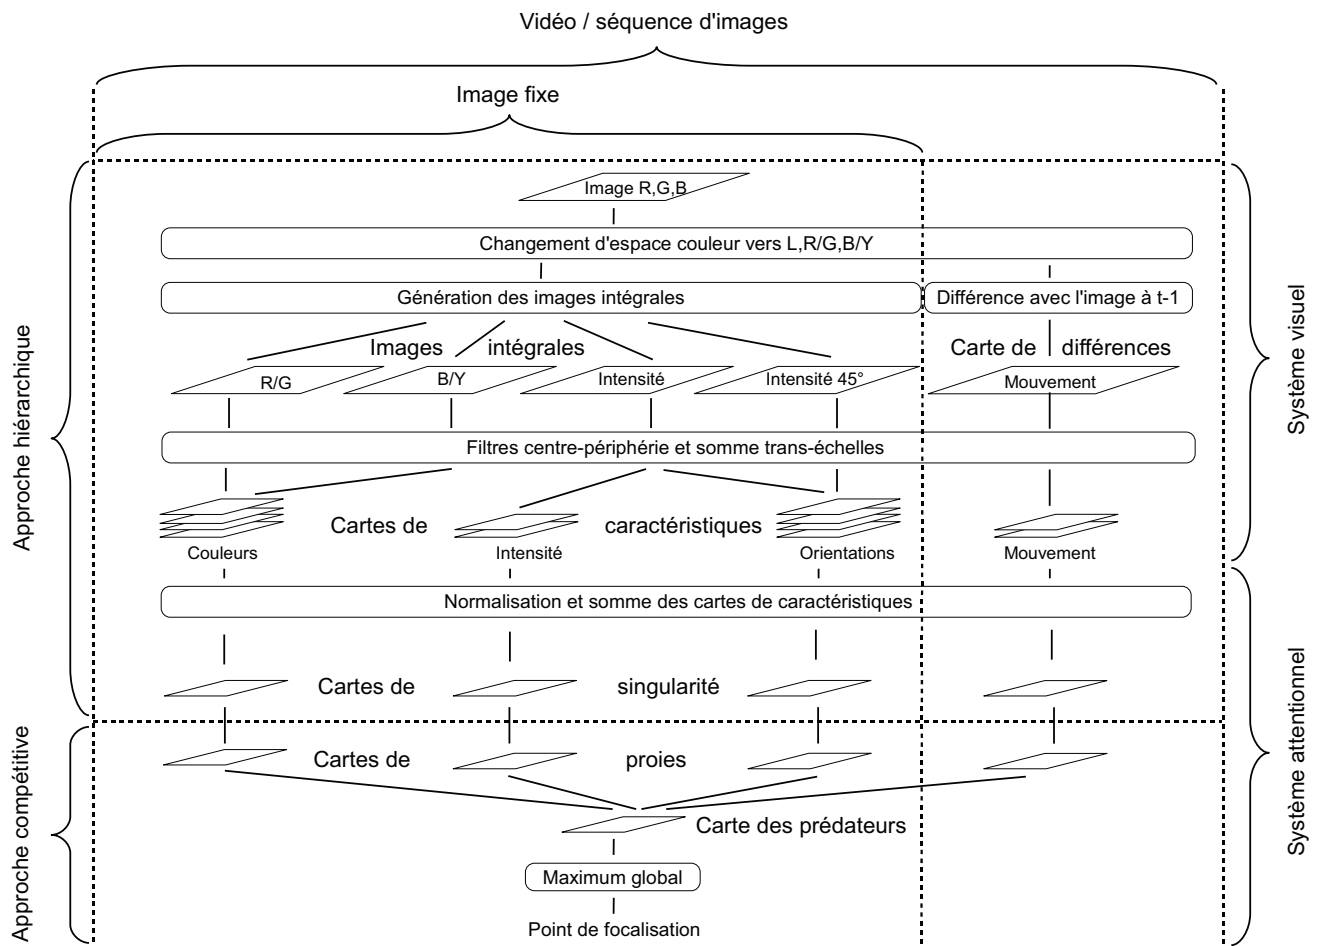 Vidéo / séquence d'images
Image fixe
Image R,G,B
Changement d'espace couleur vers L,R/G,B/Y
Génération des images intégrales
Différence avec l'image à t-1
Images intégrales
Carte de différences
R/G
B/Y
Intensité
Intensité 45°
Mouvement
Filtres centre-périphérie et somme trans-échelles
Cartes de caractéristiques
Couleurs
Intensité
Orientations
Mouvement
Normalisation et somme des cartes de caractéristiques
Cartes de singularité
Cartes de proies
Carte des prédateurs
Maximum global
Point de focalisation
Approche hiérarchique
Approche compétitive
Système visuel
Système attentionnel